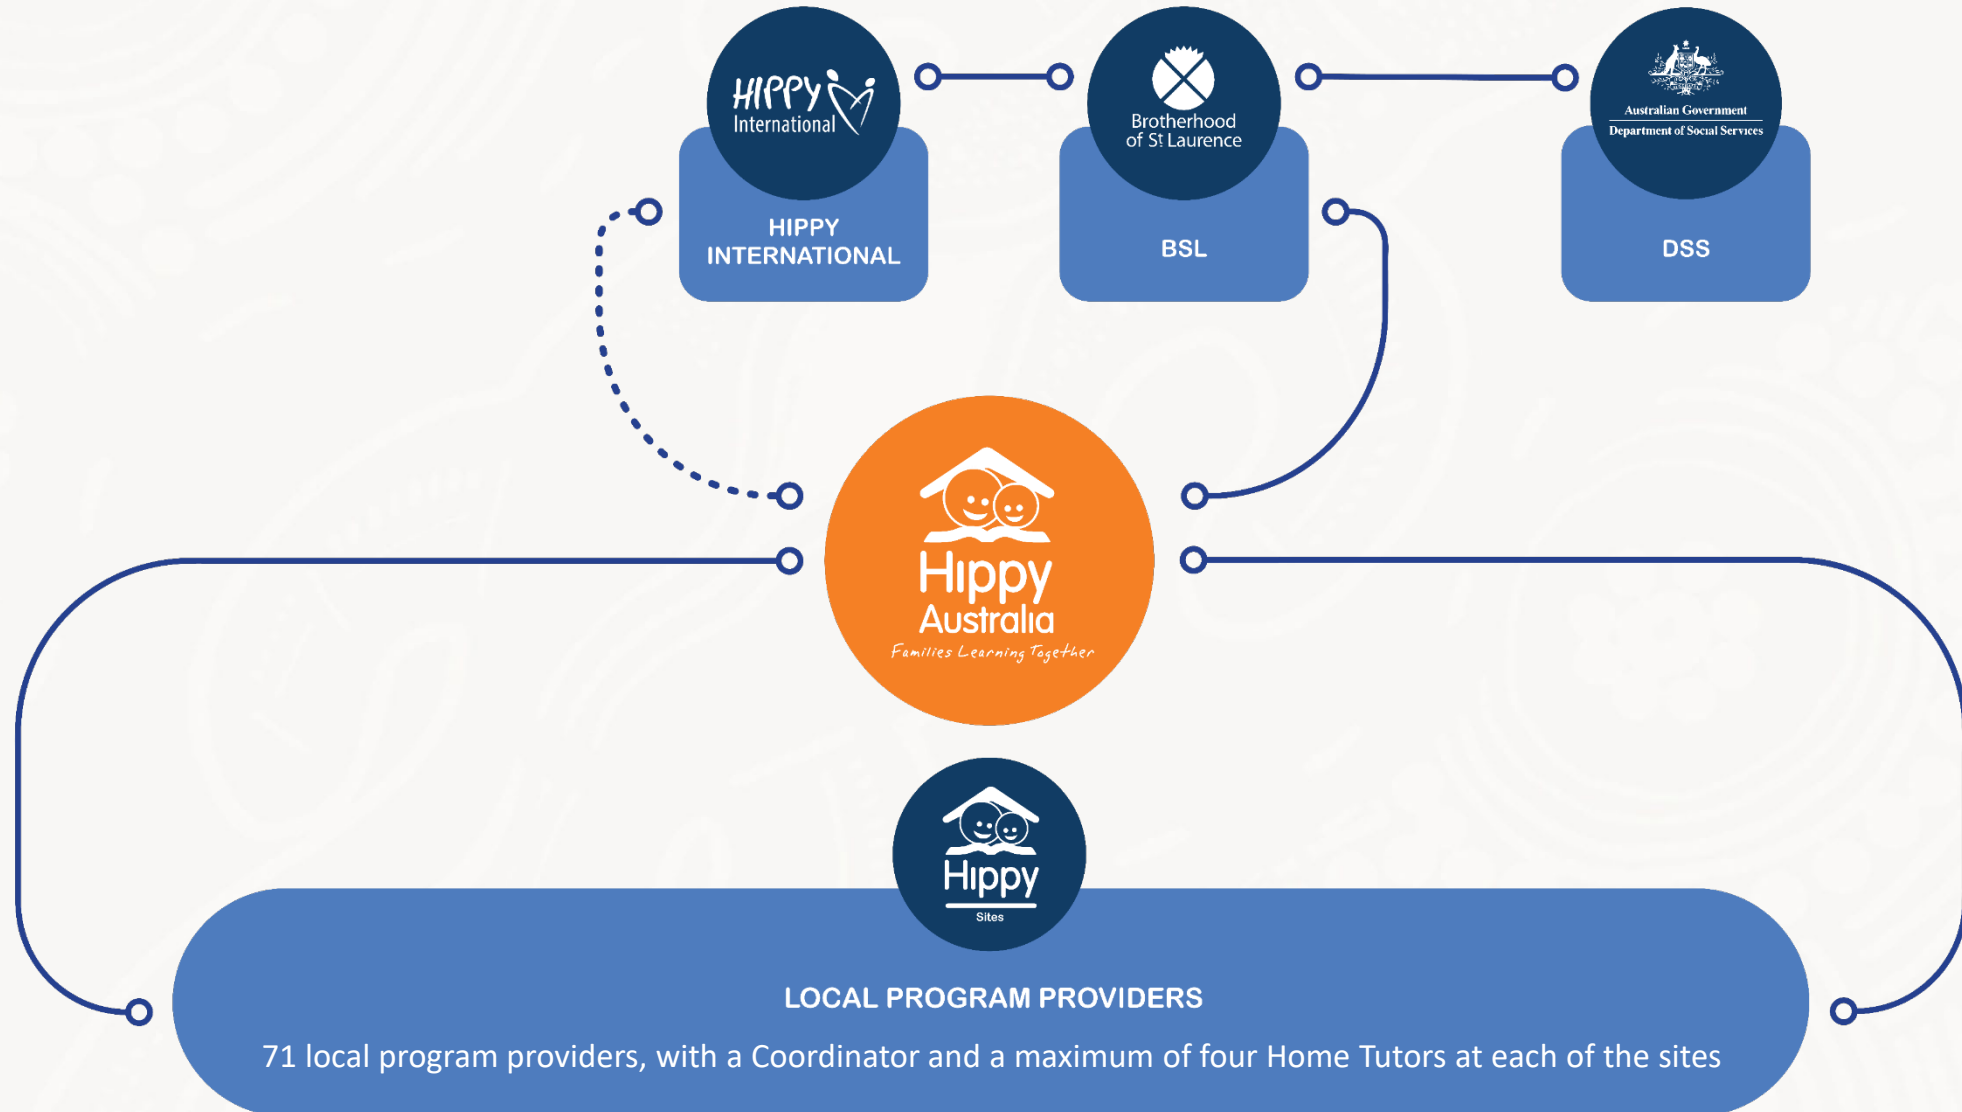 HIPPY
International
HIPPY
INTERNATIONAL
Brotherhood
of St Laurence
BSL
Australian Government
Department of Social Services
DSS
Hippy
Australia
Families Learning Together
Hippy
Sites
LOCAL PROGRAM PROVIDERS
71 local program providers, with a Coordinator and a maximum of four Home Tutors at each of the sites